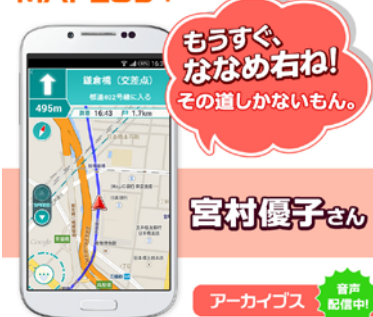 もうすぐ、
ななめ右ね!
その道しかないもん。
鎌倉橋（交差点）
都道402号線に入る
495m
16:43
1.7km
SPEED
Google
宮村優子さん
アーカイブス
音声
配信中!